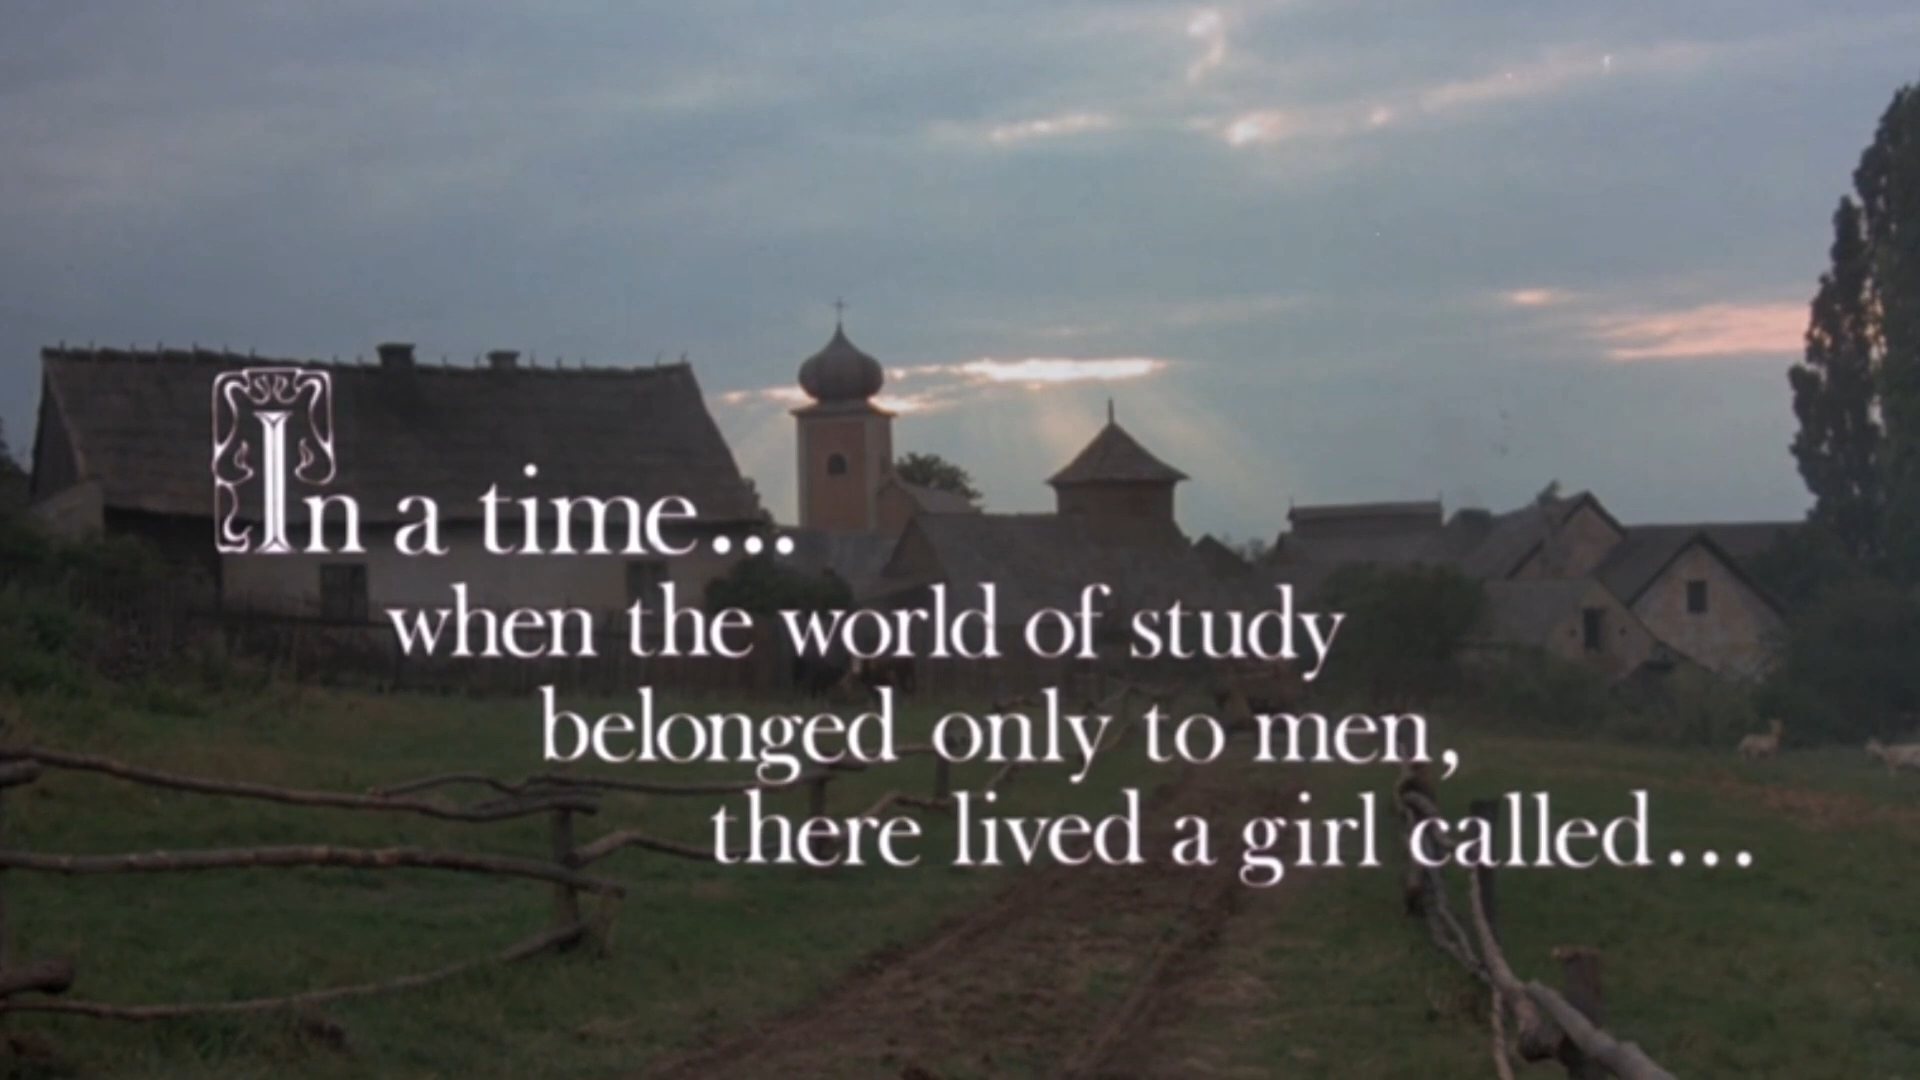 In a time...
when the world of study
belonged only to men,
there lived a girl called...